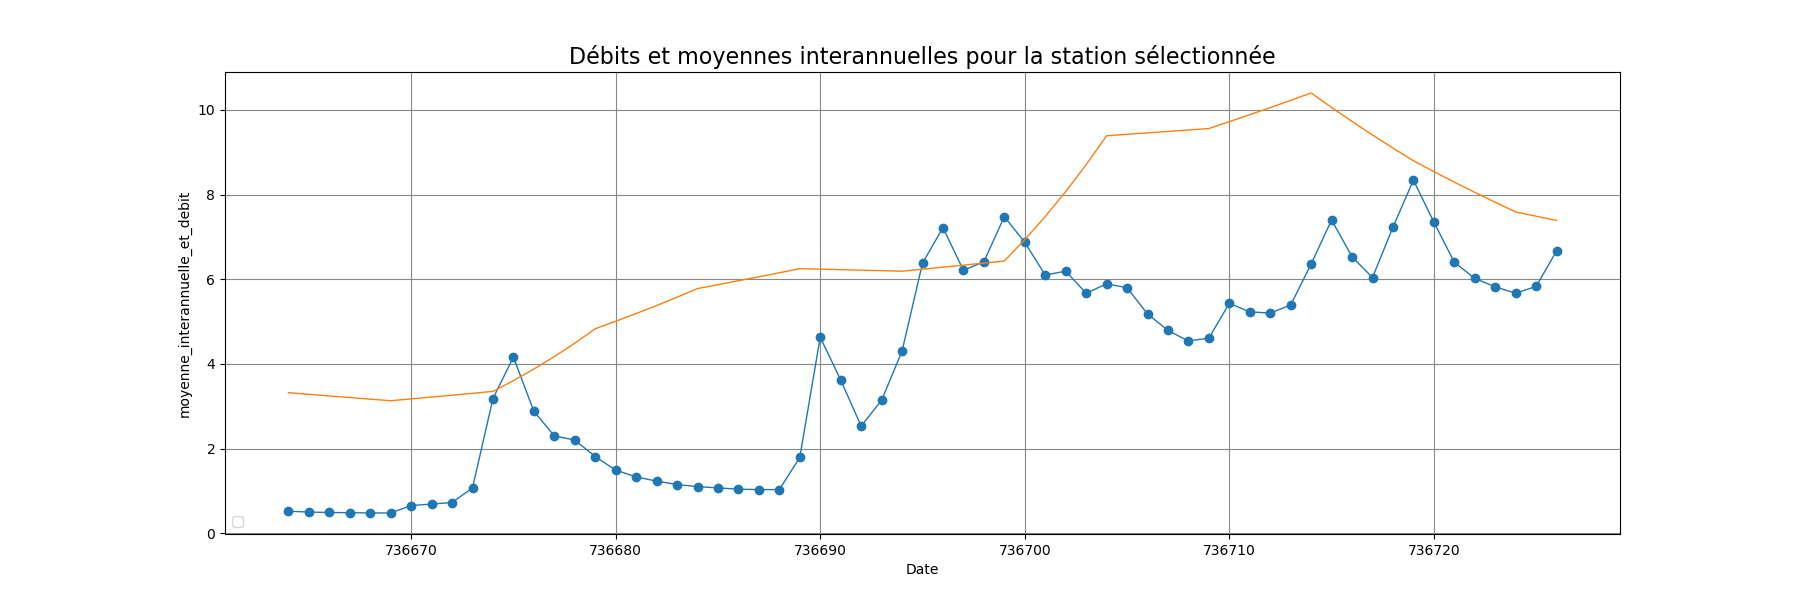 Débits et moyennes interannuelles pour la station sélectionnée
moyenne_interannuelle_et_debit
10
8
6
4
2
0
736670 736680 736690 736700 736710 736720
Date